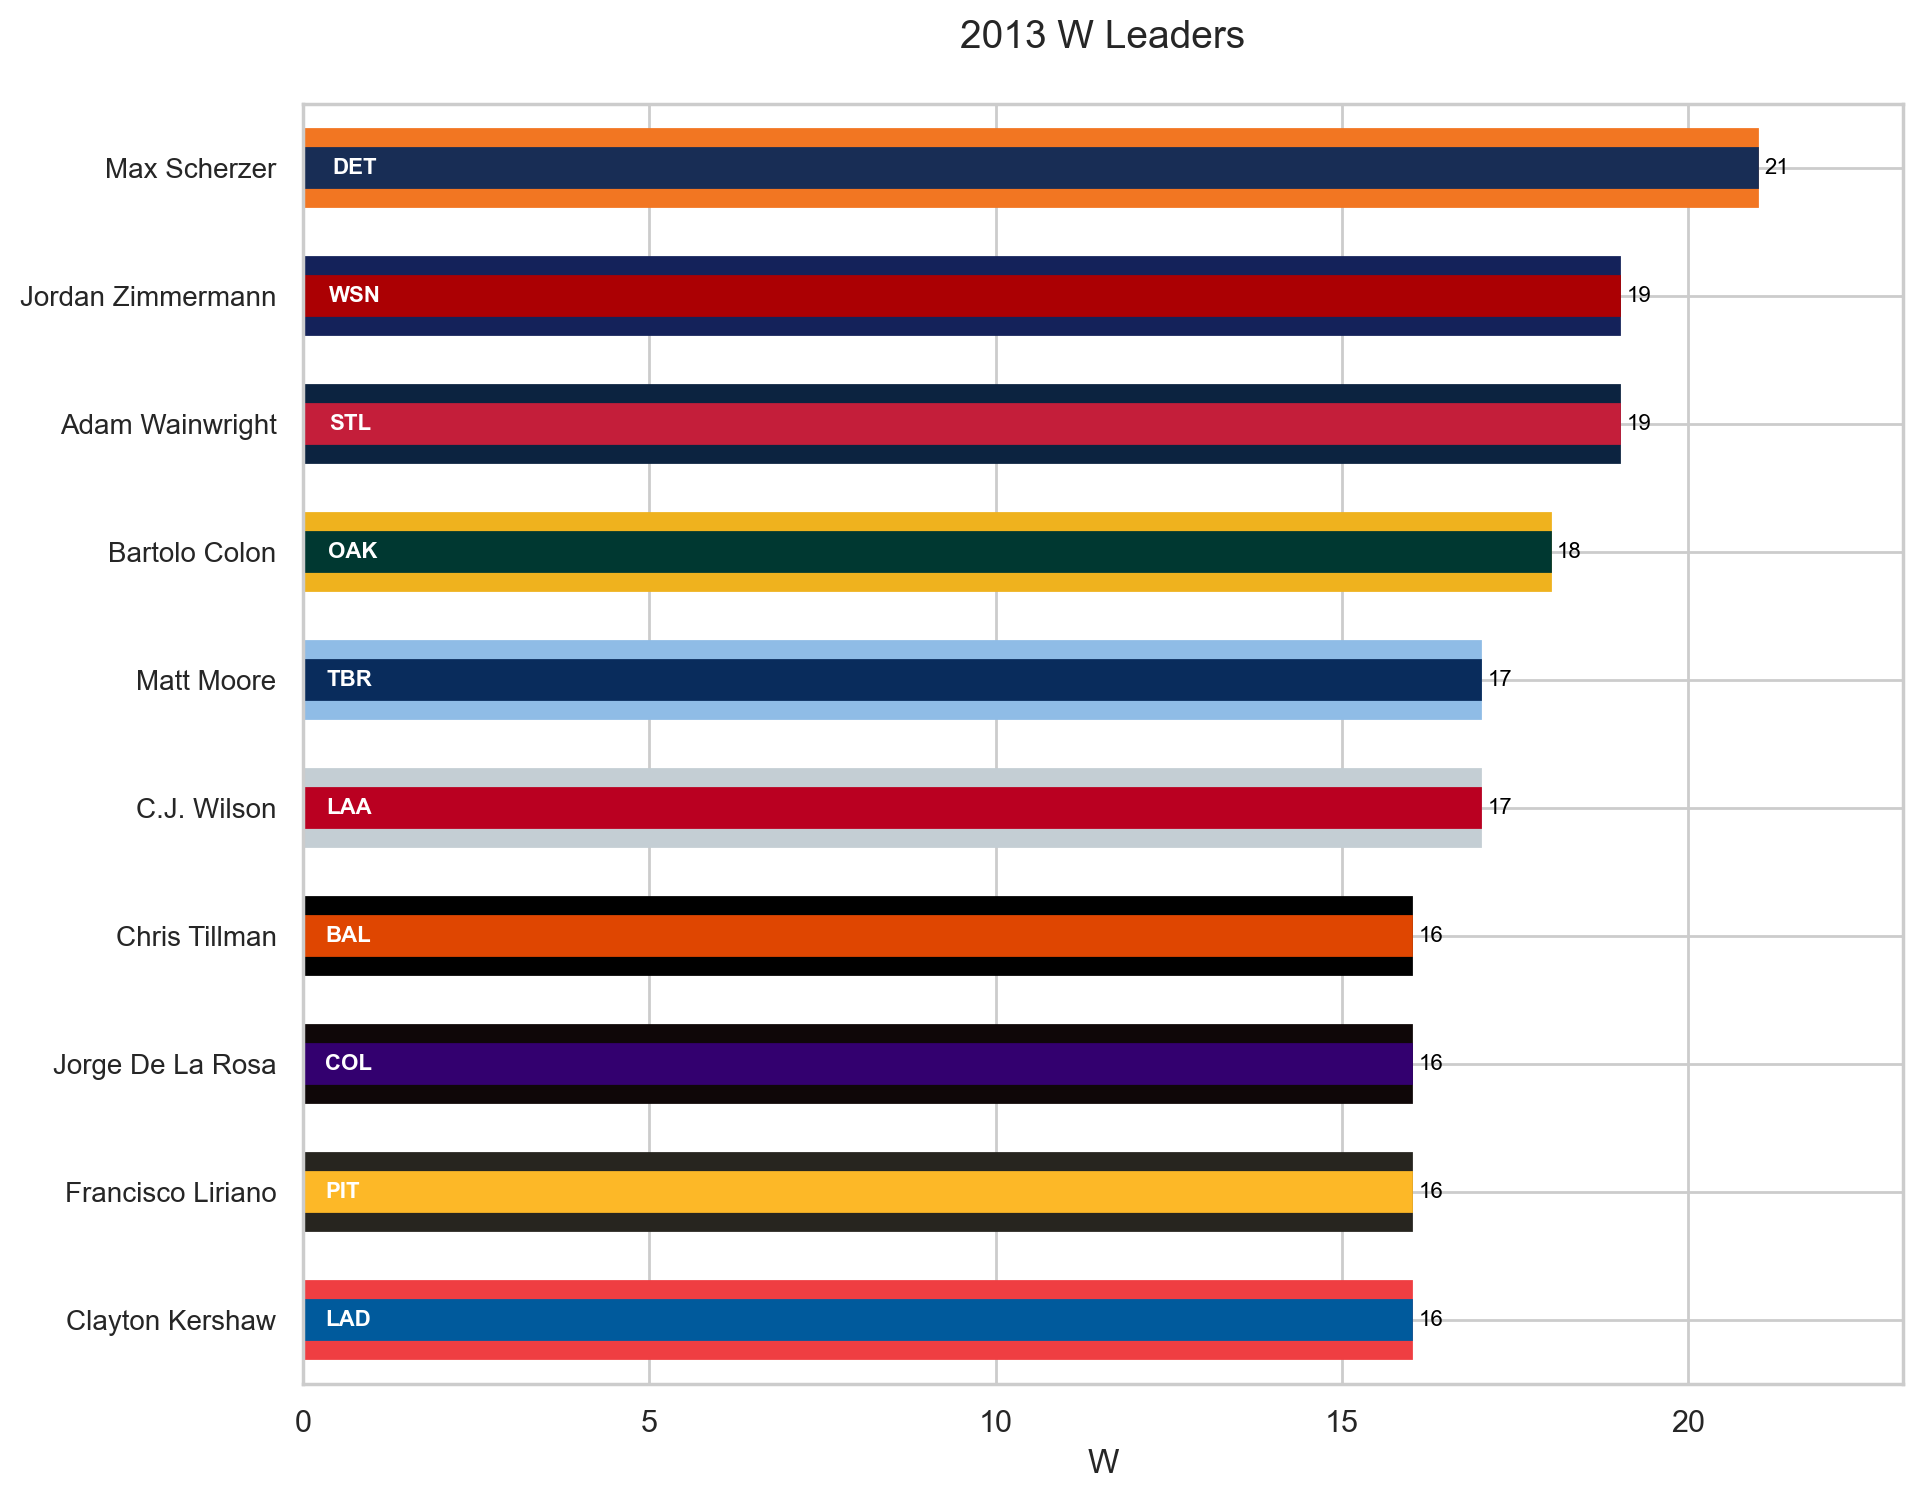 2013 W Leaders
Max Scherzer DET 21
Jordan Zimmermann WSN 19
Adam Wainwright STL 19
Bartolo Colon OAK 18
Matt Moore TBR 17
C.J. Wilson LAA 17
Chris Tillman BAL 16
Jorge De La Rosa COL 16
Francisco Liriano PIT 16
Clayton Kershaw LAD 16
0 5 10 15 20
W